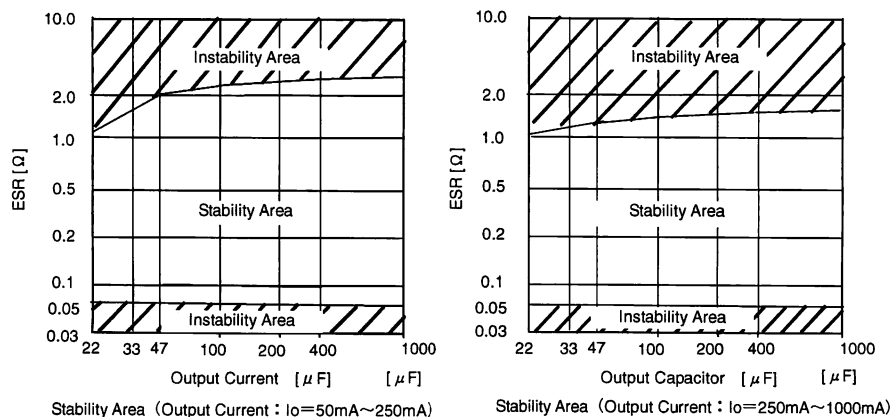 10.0
Instability Area
2.0
1.0
ESR [Ω]
0.5
Stability Area
0.2
0.1
0.05
Instability Area
0.03
22 33 47 100 200 400 1000
Output Current [μF] [μF]
Stability Area (Output Current : Io=50mA~250mA)
10.0
Instability Area
2.0
1.0
ESR [Ω]
0.5
Stability Area
0.2
0.1
0.05
Instability Area
0.03
22 33 47 100 200 400 1000
Output Capacitor [μF] [μF]
Stability Area (Output Current : Io=250mA~1000mA)